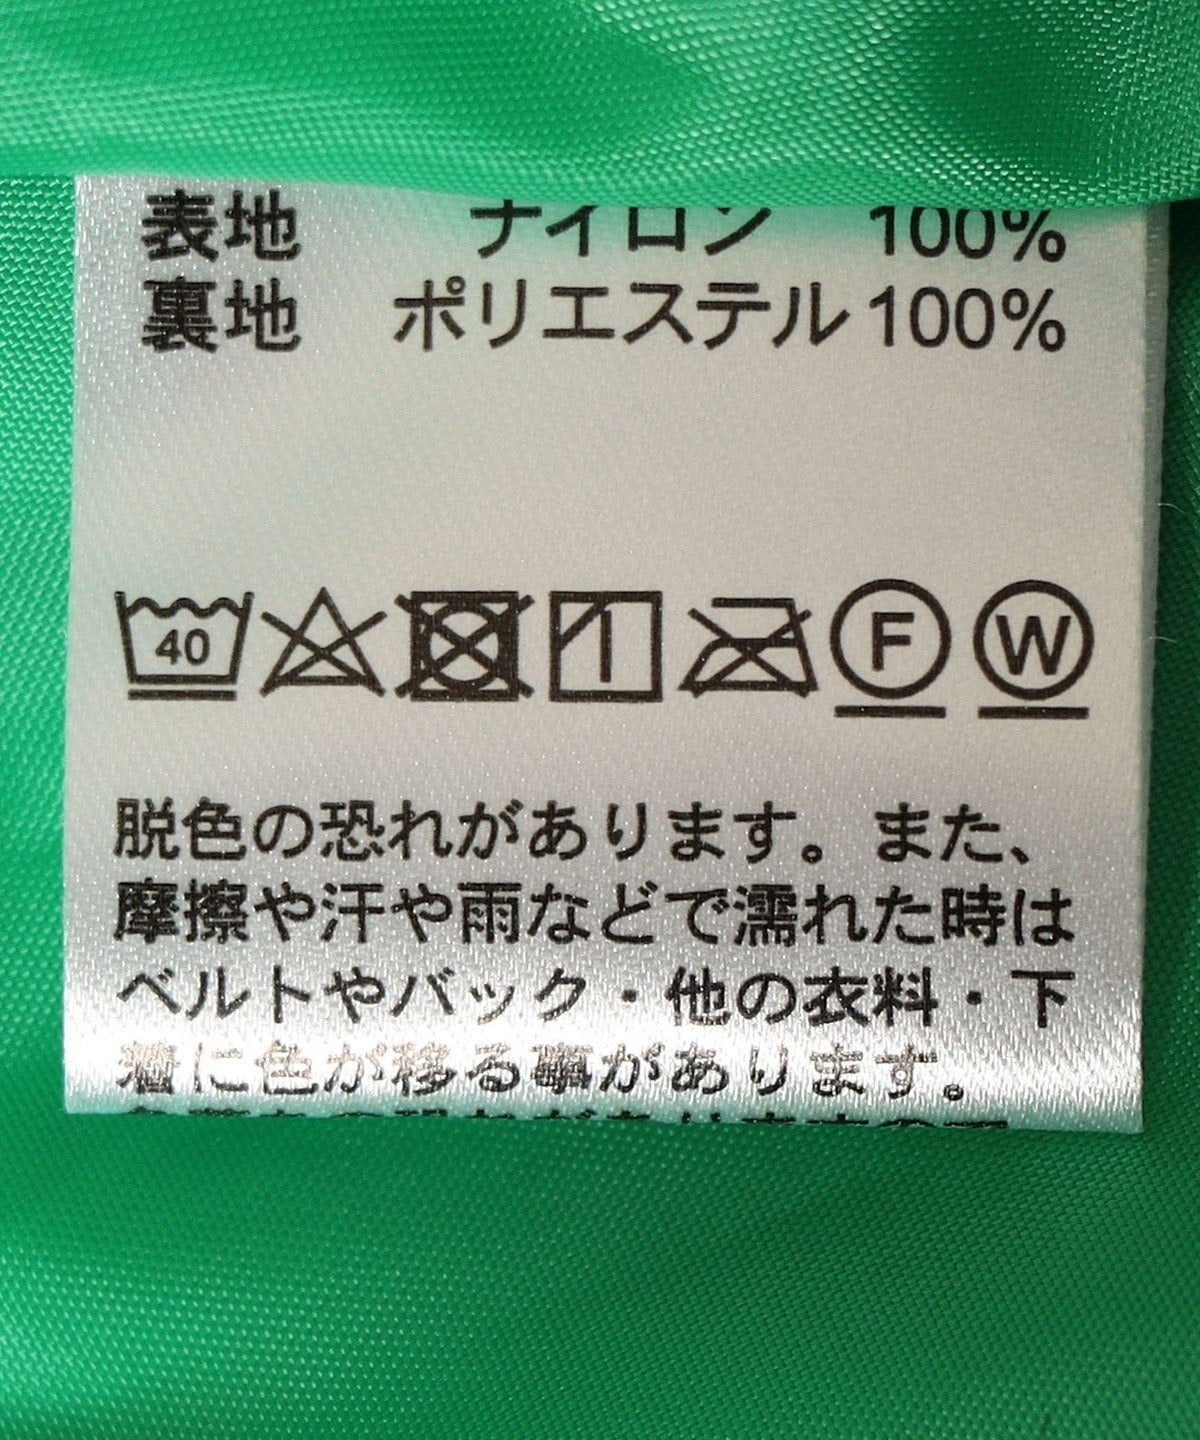 表地 ナイロン 100%
裏地 ポリエステル100%
40 F W
脱色の恐れがあります。また、
摩擦や汗や雨などで濡れた時は
ベルトやバック・他の衣料・下
着に色が移る事があります。